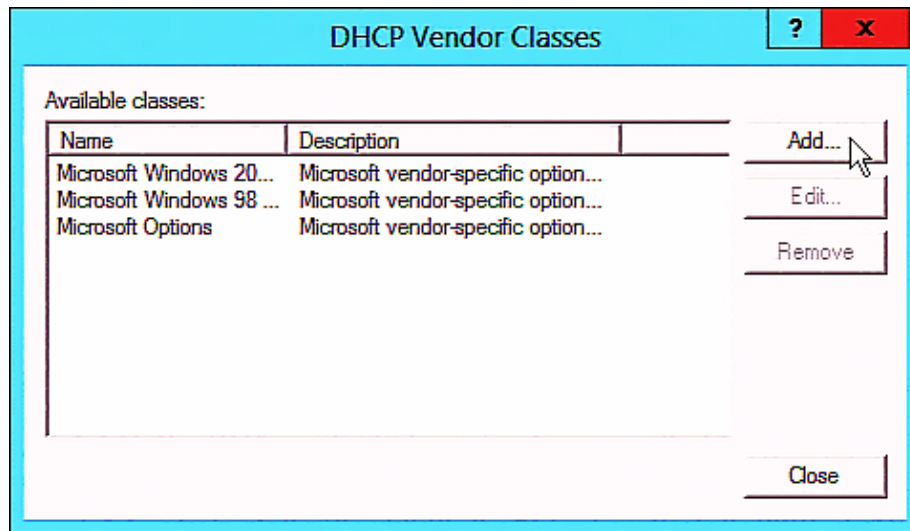 DHCP Vendor Classes
? x
Available classes:
Name Description
Add...
Microsoft Windows 20... Microsoft vendor-specific option...
Microsoft Windows 98 ... Microsoft vendor-specific option...
Edit...
Microsoft Options Microsoft vendor-specific option...
Remove
Close